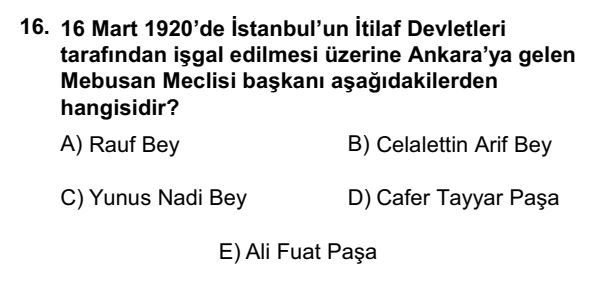 16. 16 Mart 1920’de İstanbul’un İtilaf Devletleri
tarafından işgal edilmesi üzerine Ankara’ya gelen
Mebusan Meclisi başkanı aşağıdakilerden
hangisidir?
A) Rauf Bey B) Celalettin Arif Bey
C) Yunus Nadi Bey D) Cafer Tayyar Paşa
E) Ali Fuat Paşa